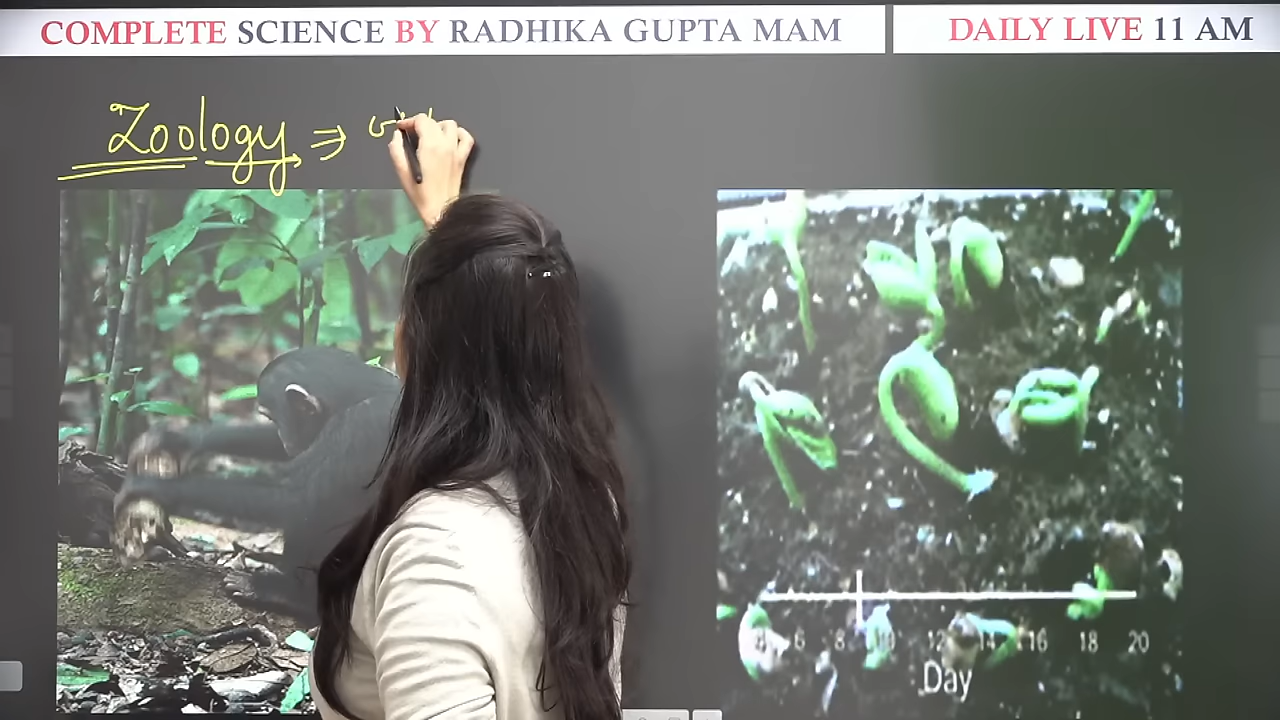 COMPLETE SCIENCE BY RADHIKA GUPTA MAM
DAILY LIVE 11 AM
Zoology ⇒
6 8 10 12 14 16 18 20
Day